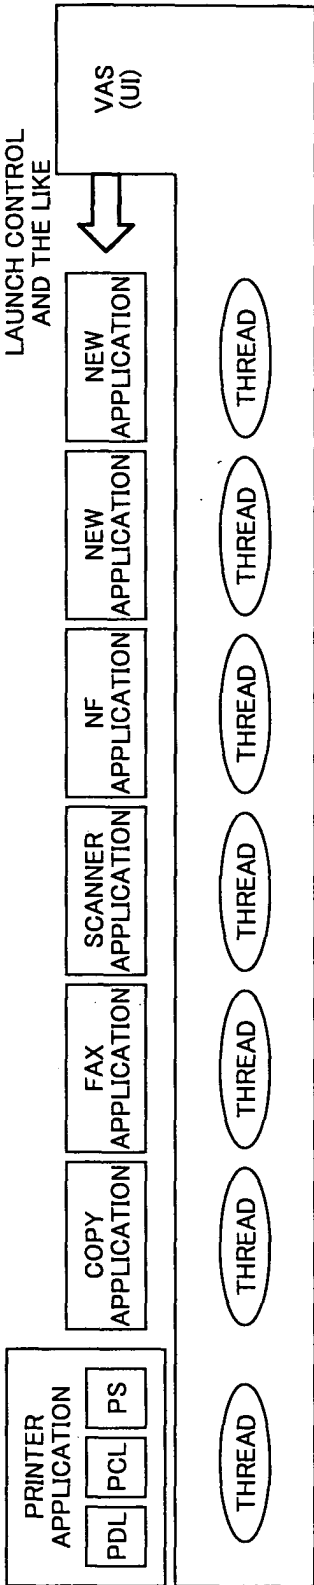 LAUNCH CONTROL
AND THE LIKE
PRINTER
APPLICATION
PDL
PCL
PS
COPY
APPLICATION
FAX
APPLICATION
SCANNER
APPLICATION
NF
APPLICATION
NEW
APPLICATION
NEW
APPLICATION
VAS
(UI)
THREAD
THREAD
THREAD
THREAD
THREAD
THREAD
THREAD